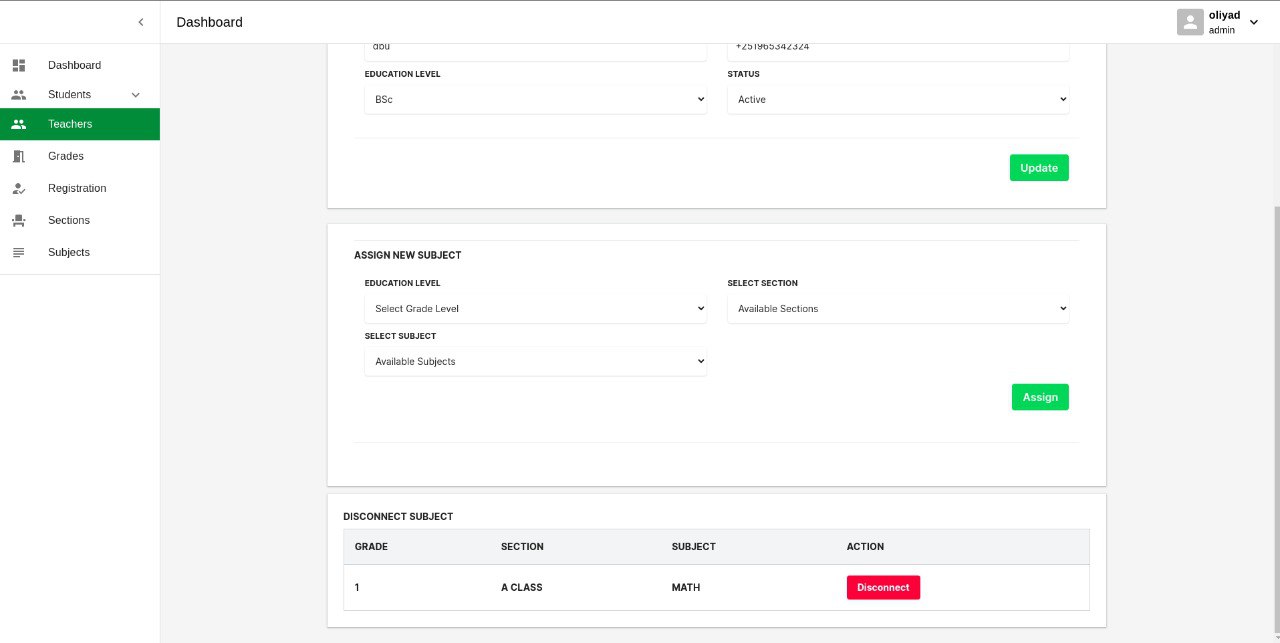 Dashboard
oliyad
admin
Dashboard
Students
Teachers
Grades
Registration
Sections
Subjects
dbu
+251965342324
EDUCATION LEVEL
STATUS
BSc
Active
Update
ASSIGN NEW SUBJECT
EDUCATION LEVEL
SELECT SECTION
Select Grade Level
Available Sections
SELECT SUBJECT
Available Subjects
Assign
DISCONNECT SUBJECT
GRADE SECTION SUBJECT ACTION
1 A CLASS MATH Disconnect